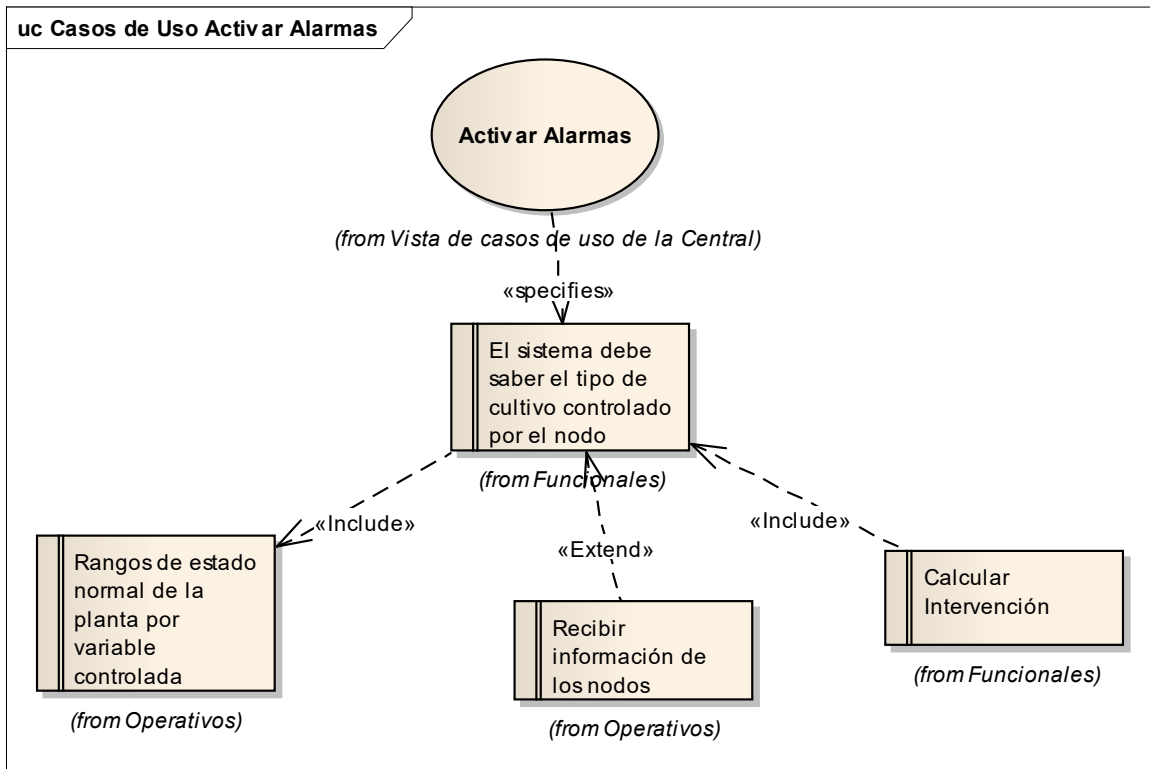 uc Casos de Uso Activar Alarmas
Activar Alarmas
(from Vista de casos de uso de la Central)
«specifies»
El sistema debe
saber el tipo de
cultivo controlado
por el nodo
(from Funcionales)
«Include»
«Extend»
«Include»
Rangos de estado
normal de la
planta por
variable
controlada
(from Operativos)
Recibir
información de
los nodos
(from Operativos)
Calcular
Intervención
(from Funcionales)